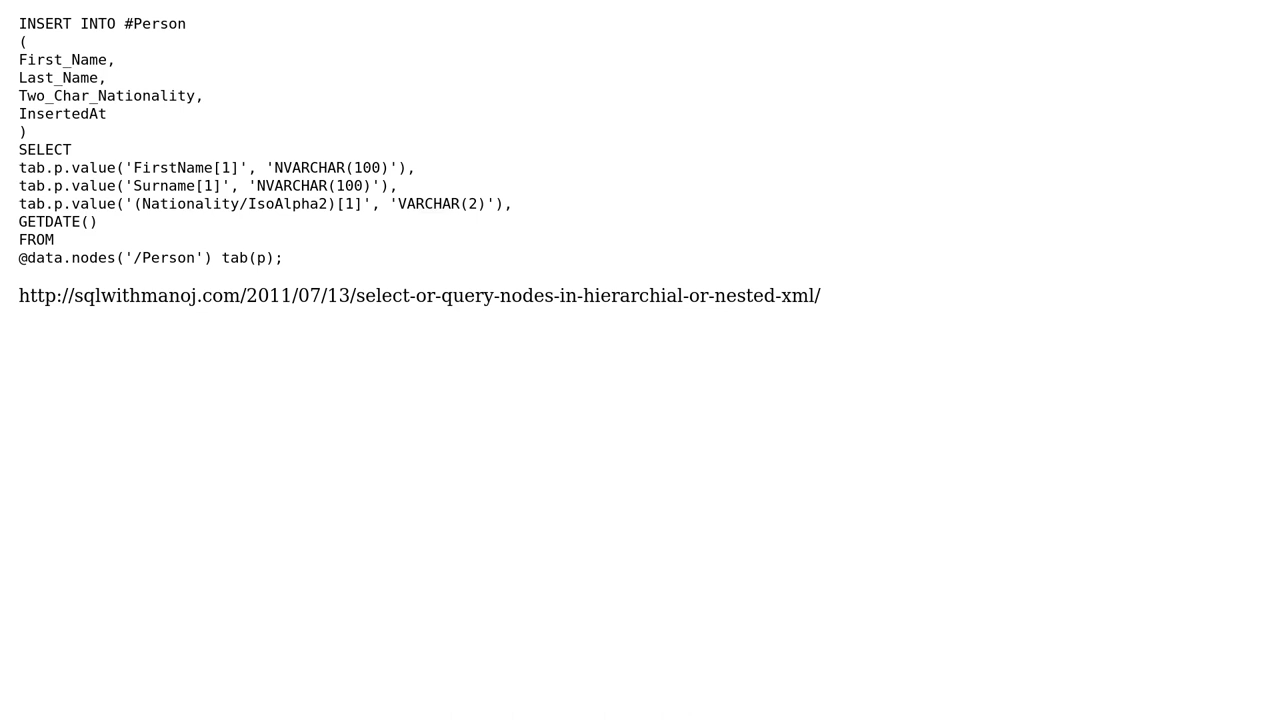 INSERT INTO #Person
(
First_Name,
Last_Name,
Two_Char_Nationality,
InsertedAt
)
SELECT
tab.p.value('FirstName[1]', 'NVARCHAR(100)'),
tab.p.value('Surname[1]', 'NVARCHAR(100)'),
tab.p.value('(Nationality/IsoAlpha2)[1]', 'VARCHAR(2)'),
GETDATE()
FROM
@data.nodes('/Person') tab(p);
http://sqlwithmanoj.com/2011/07/13/select-or-query-nodes-in-hierarchial-or-nested-xml/